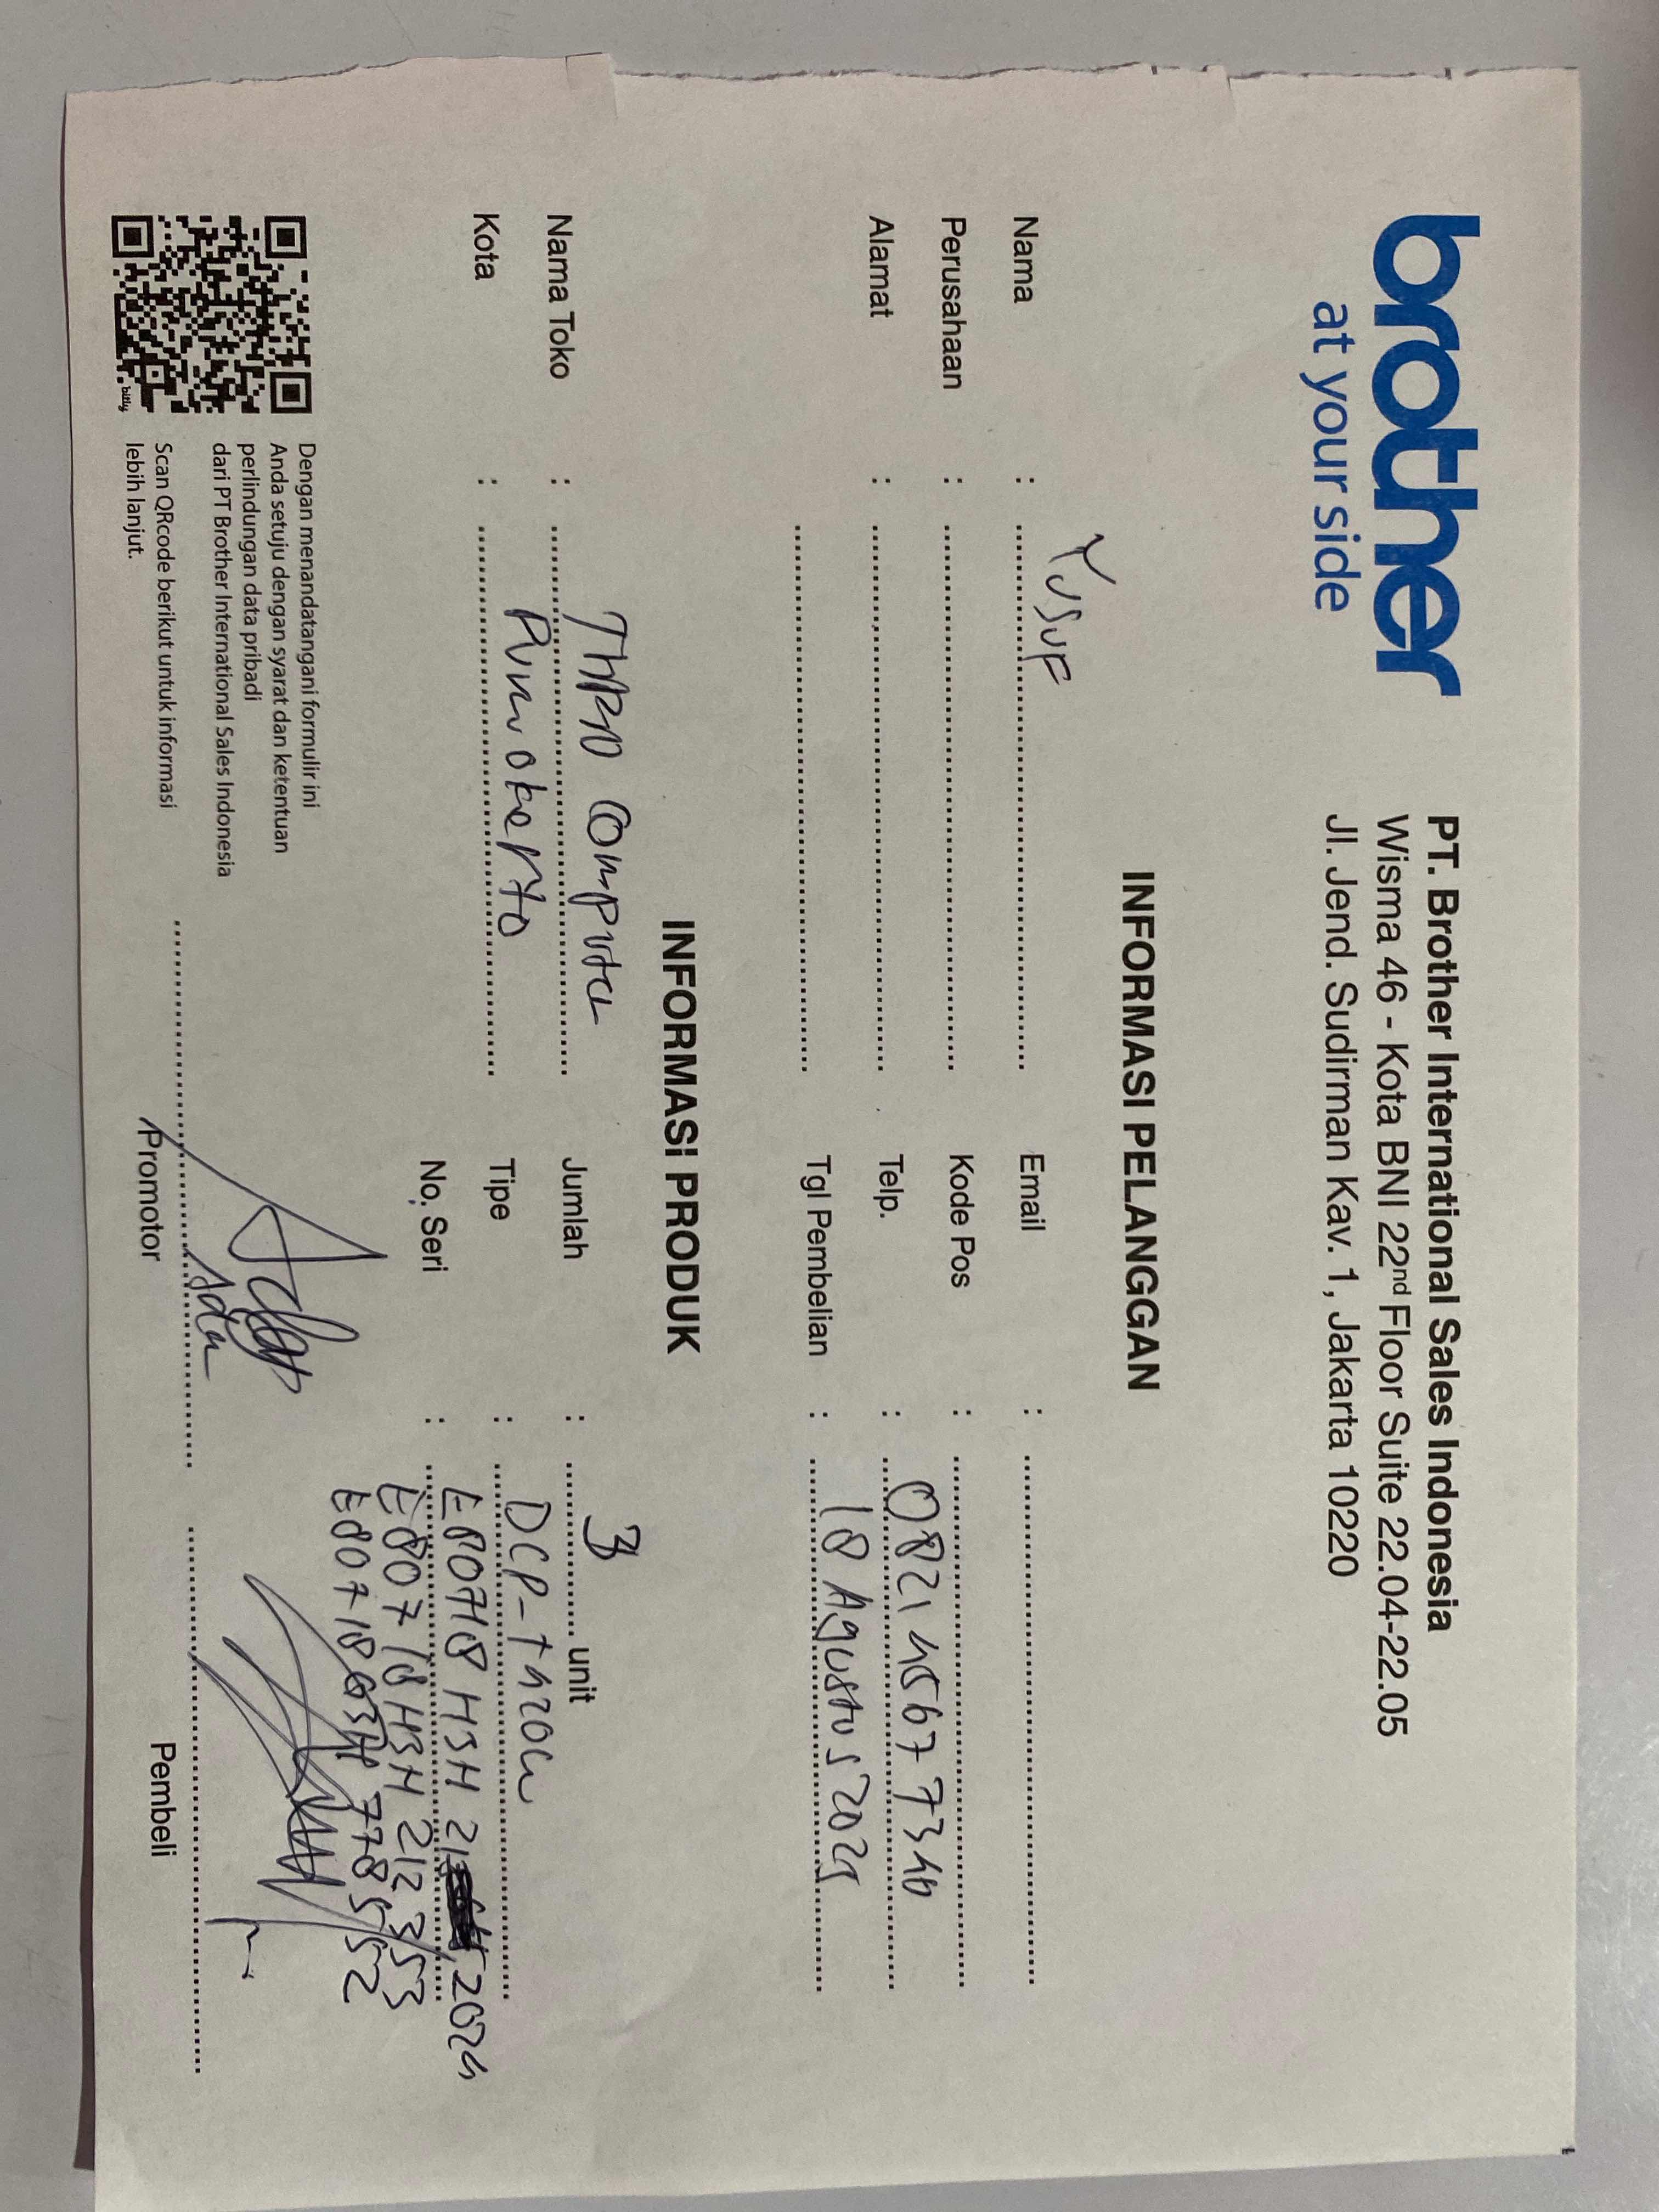 brother
at your side
PT. Brother International Sales Indonesia
Wisma 46 - Kota BNI 22nd Floor Suite 22.04-22.05
Jl. Jend. Sudirman Kav. 1, Jakarta 10220
INFORMASI PELANGGAN
Nama : YUSUF
Perusahaan :
Alamat :
Email :
Kode Pos :
Telp. :
Tgl Pembelian : 18 Agustus
INFORMASI PRODUK
Nama Toko : Computer
Kota : Purwokerto
Jumlah : 3 unit
Tipe :
No. Seri :
E80718H3H212353
Dengan menandatangani formulir ini
Anda setuju dengan syarat dan ketentuan
perlindungan data pribadi
dari PT Brother International Sales Indonesia
Scan QRcode berikut untuk informasi
lebih lanjut.
bitly
Promotor
Pembeli